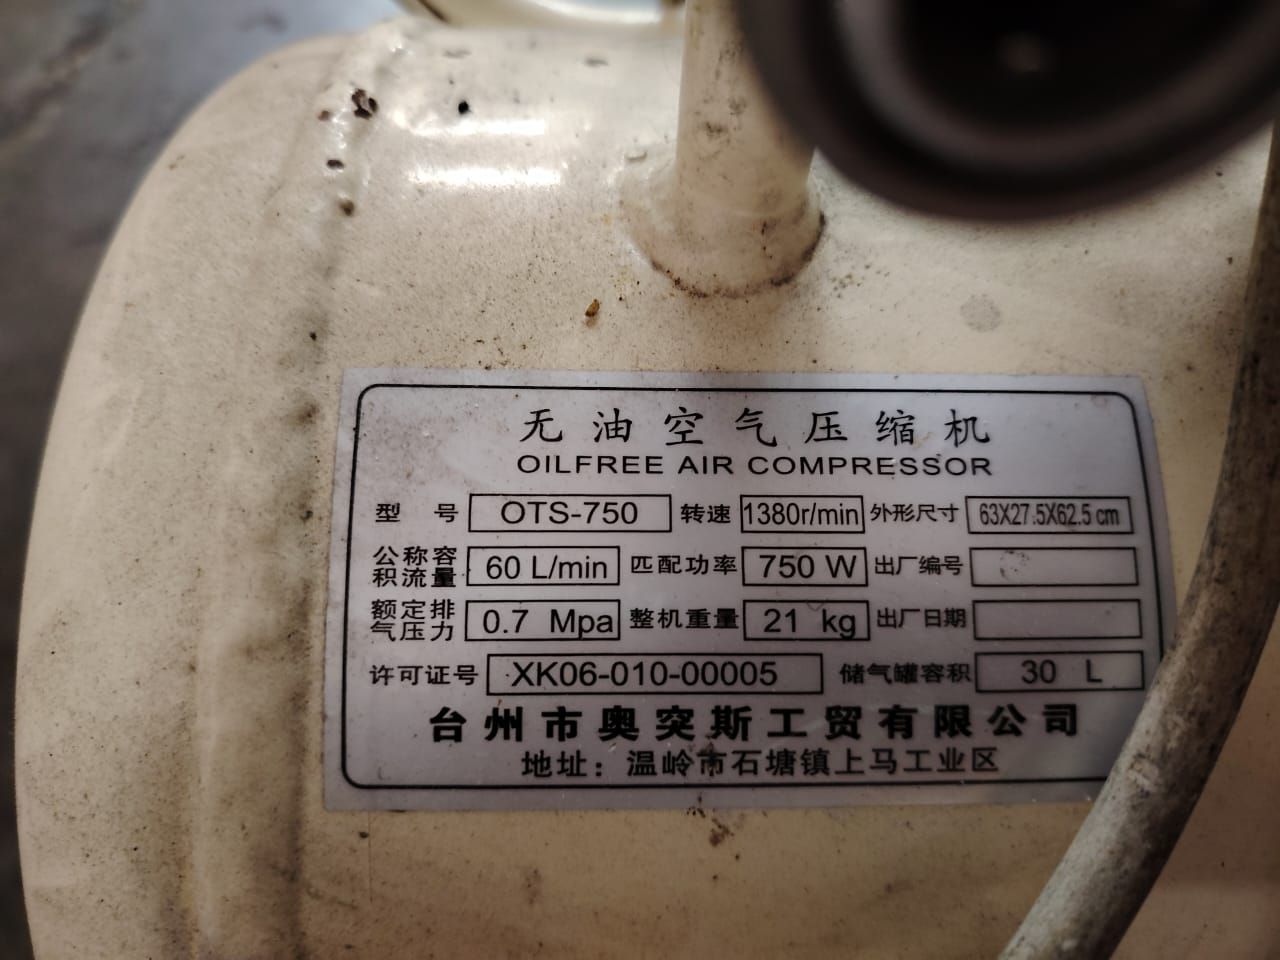 无油空气压缩机
OILFREE AIR COMPRESSOR
型 号 OTS-750 转速 1380r/min 外形尺寸 63X27.5X62.5 cm
公称容积流量 60 L/min 匹配功率 750 W 出厂编号
额定排气压力 0.7 Mpa 整机重量 21 kg 出厂日期
许可证号 XK06-010-00005 储气罐容积 30 L
台州市奥突斯工贸有限公司
地址：温岭市石塘镇上马工业区